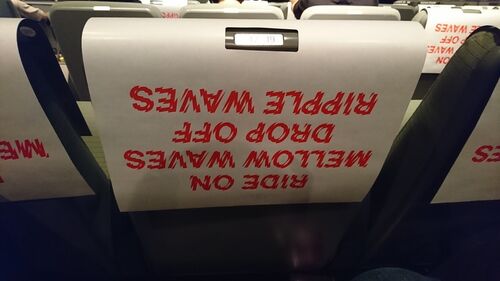 RIDE ON
MELLOW WAVES
DROP OFF
RIPPLE WAVES